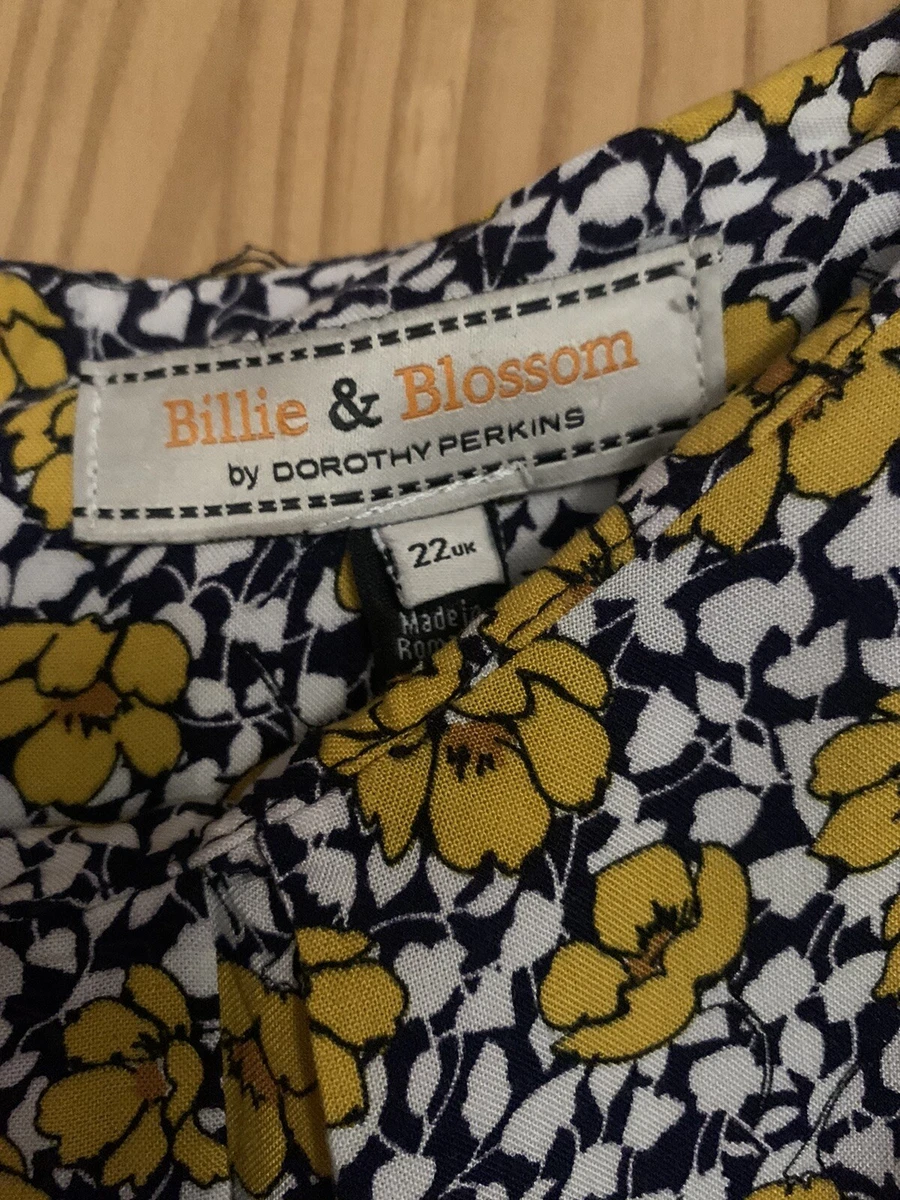 Billie & Blossom
by DOROTHY PERKINS
22UK
Made in